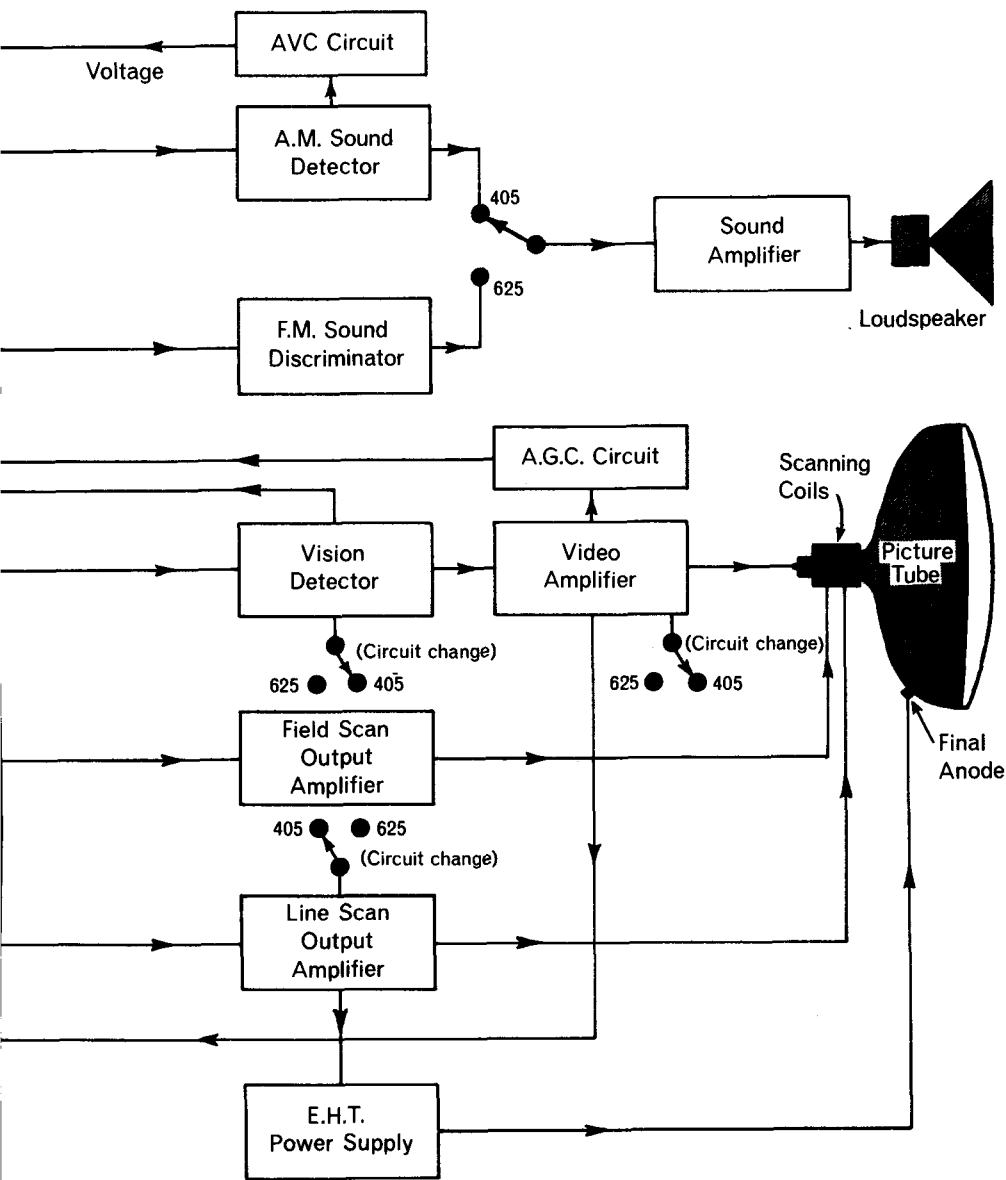 AVC Circuit
Voltage
A.M. Sound
Detector
405
625
Sound
Amplifier
Loudspeaker
F.M. Sound
Discriminator
A.G.C. Circuit
Scanning
Coils
Vision
Detector
Video
Amplifier
Picture
Tube
(Circuit change)
625
405
(Circuit change)
625
405
Field Scan
Output
Amplifier
Final
Anode
405
625
(Circuit change)
Line Scan
Output
Amplifier
E.H.T.
Power Supply